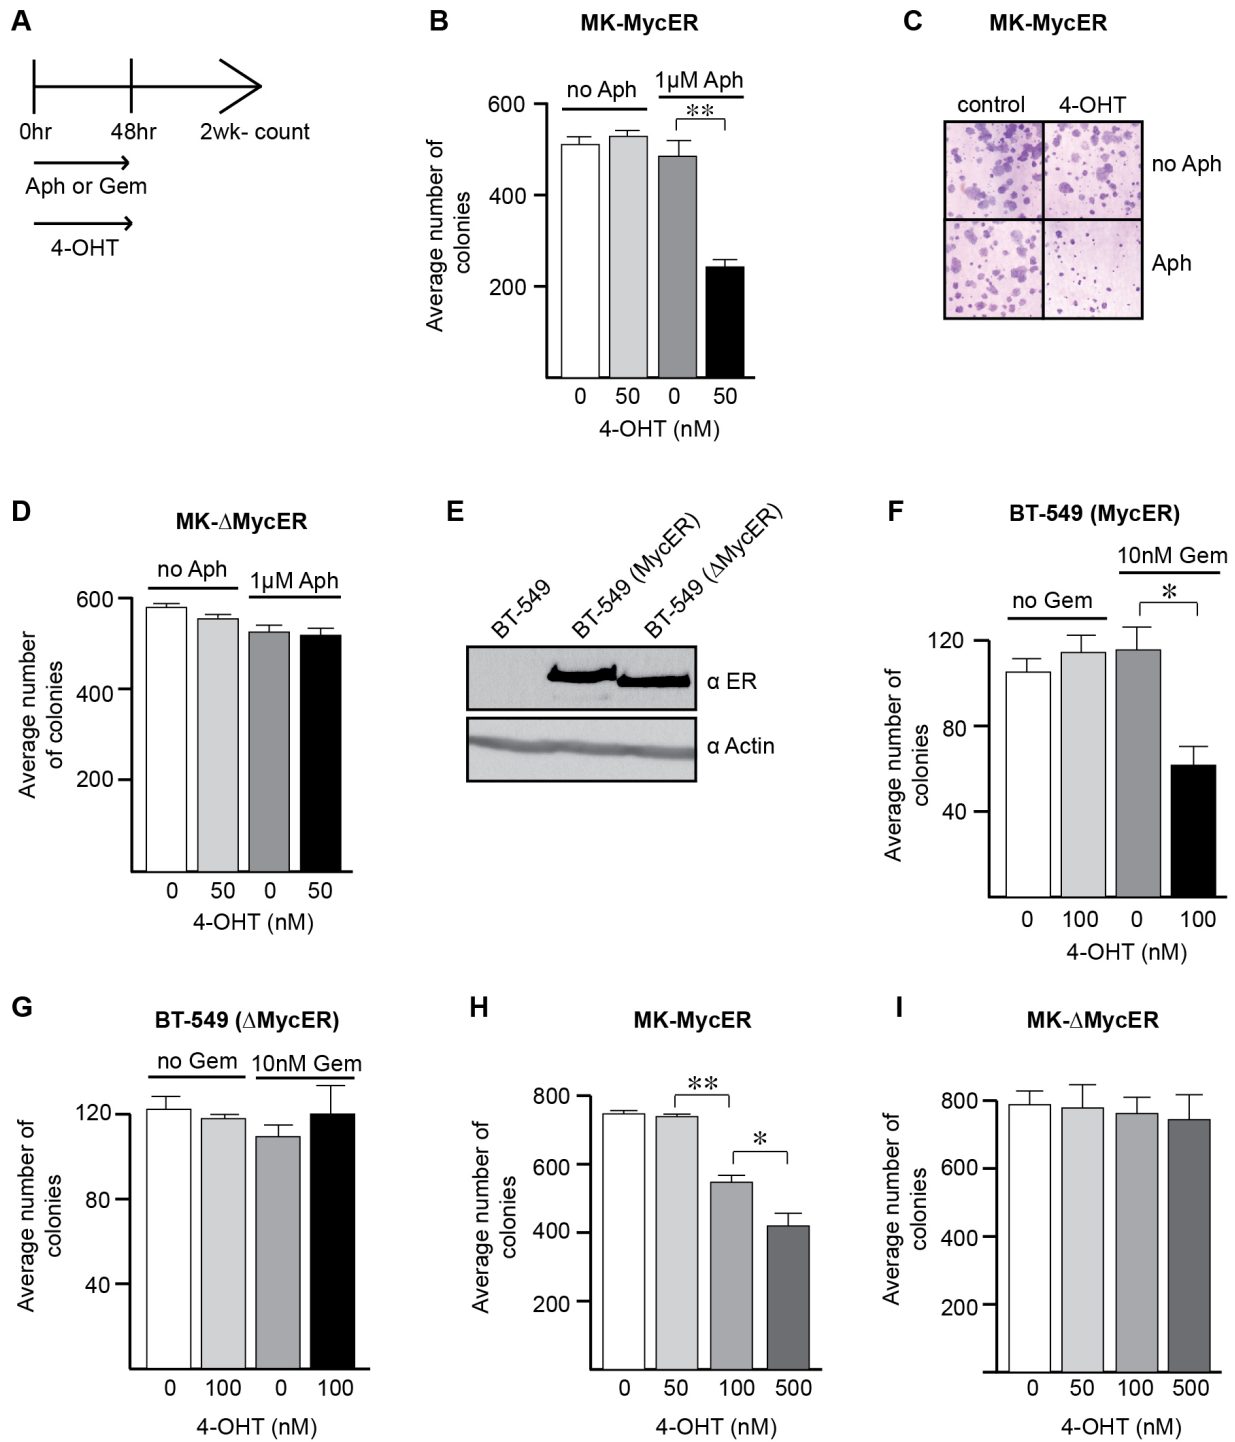 A
0hr 48hr 2wk- count
Aph or Gem
4-OHT
B
MK-MycER
no Aph 1µM Aph
**
600
400
200
Average number of
colonies
0 50 0 50
4-OHT (nM)
C
MK-MycER
control 4-OHT
no Aph
Aph
D
MK-∆MycER
no Aph 1µM Aph
600
400
200
Average number
of colonies
0 50 0 50
4-OHT (nM)
E
BT-549
BT-549 (MycER)
BT-549 (∆MycER)
α ER
α Actin
F
BT-549 (MycER)
10nM Gem
no Gem
*
120
80
40
Average number of
colonies
0 100 0 100
4-OHT (nM)
G
BT-549 (∆MycER)
no Gem 10nM Gem
120
80
40
Average number of
colonies
0 100 0 100
4-OHT (nM)
H
MK-MycER
**
*
800
600
400
200
Average number of
colonies
0 50 100 500
4-OHT (nM)
I
MK-∆MycER
800
600
400
200
Average number of
colonies
0 50 100 500
4-OHT (nM)